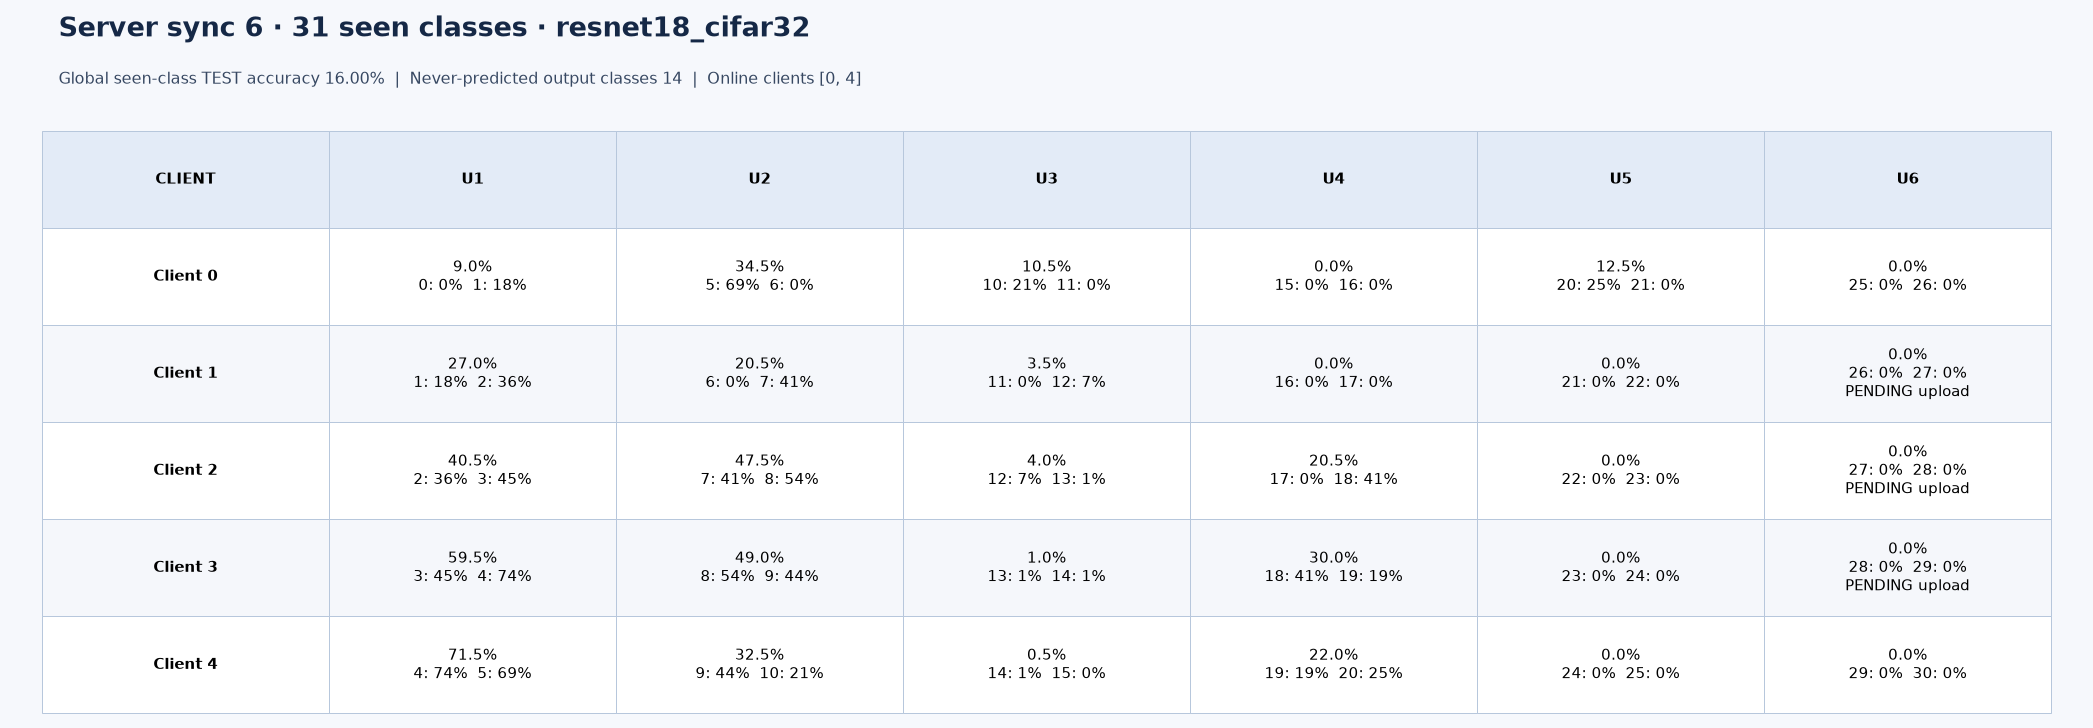 Server sync 6 · 31 seen classes · resnet18_cifar32
Global seen-class TEST accuracy 16.00%  |  Never-predicted output classes 14  |  Online clients [0, 4]
CLIENT U1 U2 U3 U4 U5 U6
Client 0
9.0%
0: 0%  1: 18%
34.5%
5: 69%  6: 0%
10.5%
10: 21%  11: 0%
0.0%
15: 0%  16: 0%
12.5%
20: 25%  21: 0%
0.0%
25: 0%  26: 0%
Client 1
27.0%
1: 18%  2: 36%
20.5%
6: 0%  7: 41%
3.5%
11: 0%  12: 7%
0.0%
16: 0%  17: 0%
0.0%
21: 0%  22: 0%
0.0%
26: 0%  27: 0%
PENDING upload
Client 2
40.5%
2: 36%  3: 45%
47.5%
7: 41%  8: 54%
4.0%
12: 7%  13: 1%
20.5%
17: 0%  18: 41%
0.0%
22: 0%  23: 0%
0.0%
27: 0%  28: 0%
PENDING upload
Client 3
59.5%
3: 45%  4: 74%
49.0%
8: 54%  9: 44%
1.0%
13: 1%  14: 1%
30.0%
18: 41%  19: 19%
0.0%
23: 0%  24: 0%
0.0%
28: 0%  29: 0%
PENDING upload
Client 4
71.5%
4: 74%  5: 69%
32.5%
9: 44%  10: 21%
0.5%
14: 1%  15: 0%
22.0%
19: 19%  20: 25%
0.0%
24: 0%  25: 0%
0.0%
29: 0%  30: 0%